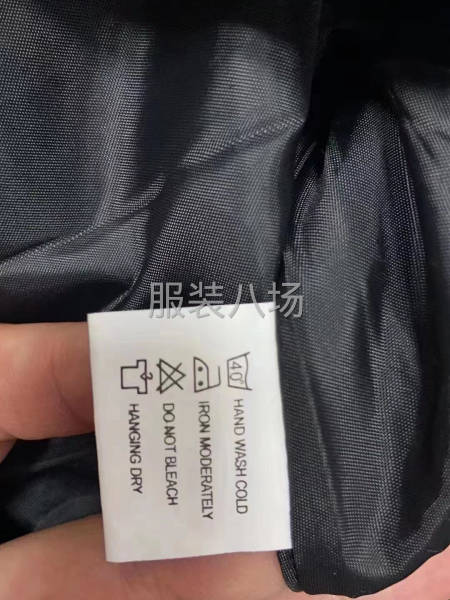 服装八场
40
HAND WASH COLD
IRON MODERATELY
DO NOT BLEACH
HANGING DRY